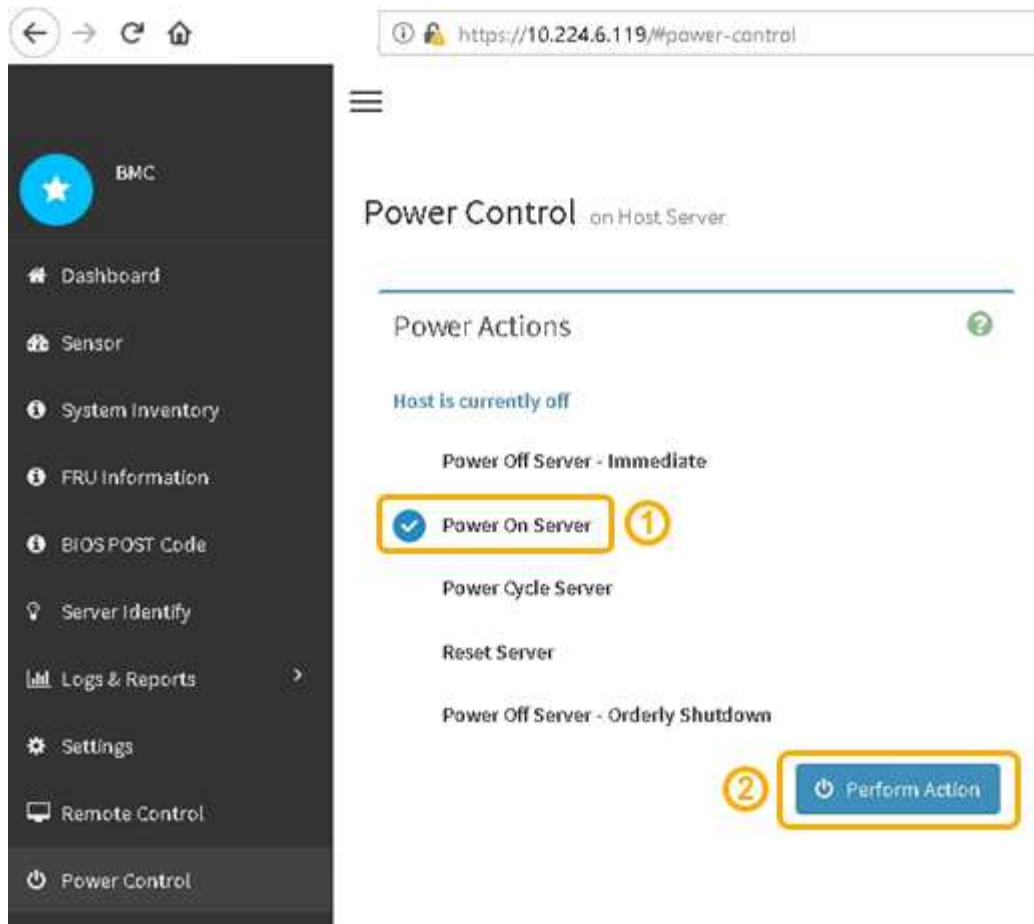 https://10.224.6.119/#power-control
BMC
Dashboard
Sensor
System Inventory
FRU Information
BIOS POST Code
Server Identify
Logs & Reports
Settings
Remote Control
Power Control
Power Control on Host Server
Power Actions
Host is currently off
Power Off Server - Immediate
Power On Server
1
Power Cycle Server
Reset Server
Power Off Server - Orderly Shutdown
2
Perform Action